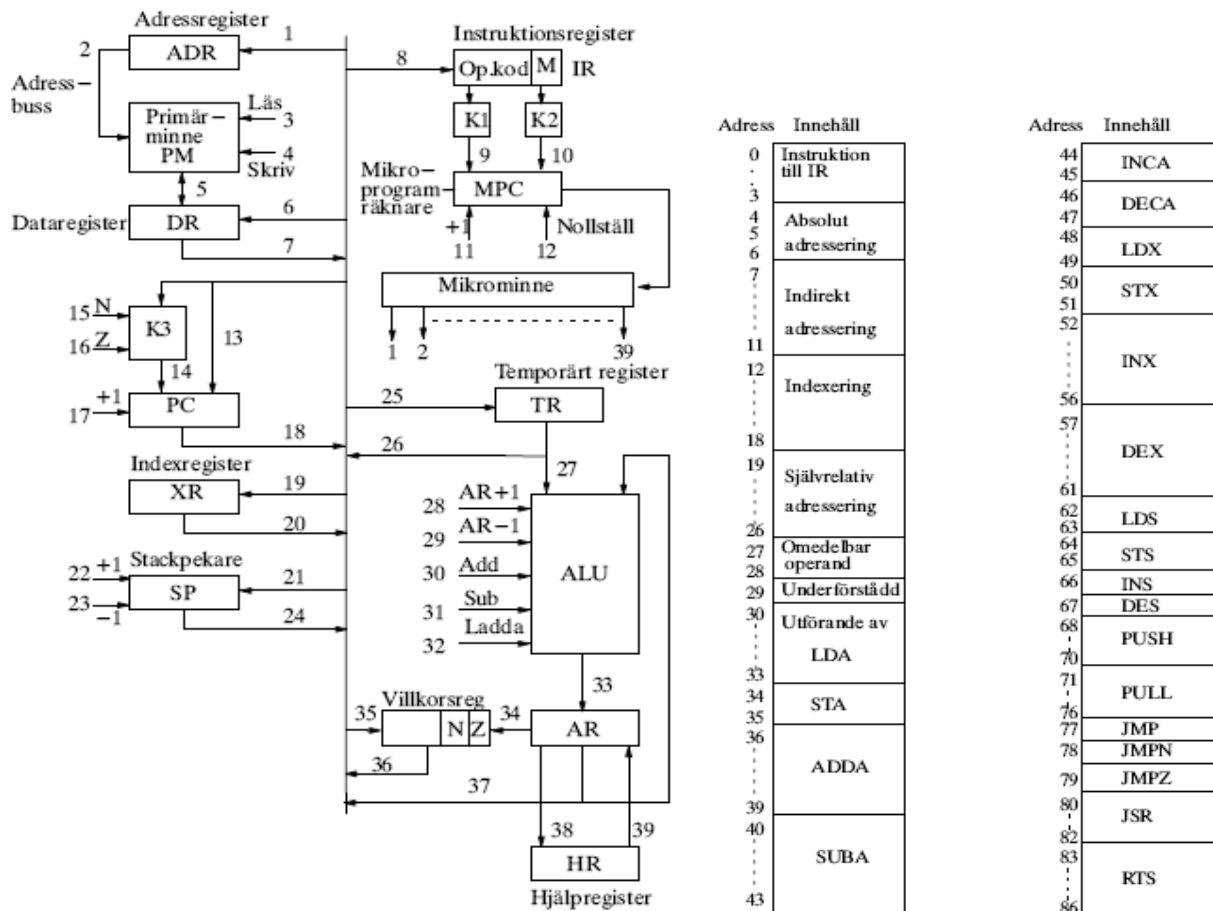 Adressregister
2
1
ADR
Adress-
buss
Läs
Primär-
minne
PM
3
4
Skriv
5
Dataregister
DR
6
7
8
Instruktionsregister
Op.kod M IR
K1 K2
9 10
Mikro-
program-
räknare
MPC
+1
11
Nollställ
12
Mikrominne
1 2 39
15 N
16 Z
K3
13
14
+1
17
PC
18
Indexregister
XR
19
20
Stackpekare
22 +1
23
-1
SP
21
24
Temporärt register
25
TR
26
27
28 AR+1
29 AR-1
30 Add
31 Sub
32 Ladda
ALU
33
Villkorsreg
35
N Z
34
AR
36
37
38 39
HR
Hjälpregister
Adress Innehåll
0 Instruktion
till IR
3
4 Absolut
5 adressering
6
7
Indirekt
adressering
11
12 Indexering
18
19 Självrelativ
adressering
26
27 Omedelbar
operand
28
29 Underförstådd
30 Utförande av
LDA
33
34 STA
35
36
ADDA
39
40
SUBA
43
Adress Innehåll
44 INCA
45
46 DECA
47
48 LDX
49
50 STX
51
52
INX
56
57
DEX
61
62 LDS
63
64 STS
65
66 INS
67 DES
68 PUSH
70
71 PULL
76
77 JMP
78 JMPN
79 JMPZ
80 JSR
82
83 RTS
86